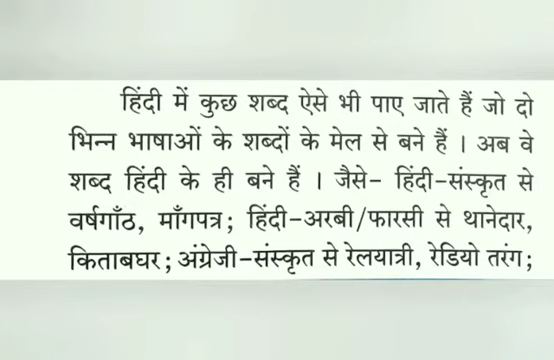 हिंदी में कुछ शब्द ऐसे भी पाए जाते हैं जो दो
भिन्न भाषाओं के शब्दों के मेल से बने हैं । अब वे
शब्द हिंदी के ही बने हैं । जैसे- हिंदी-संस्कृत से
वर्षगाँठ, माँगपत्र; हिंदी-अरबी/फारसी से थानेदार,
किताबघर; अंग्रेजी-संस्कृत से रेलयात्री, रेडियो तरंग;